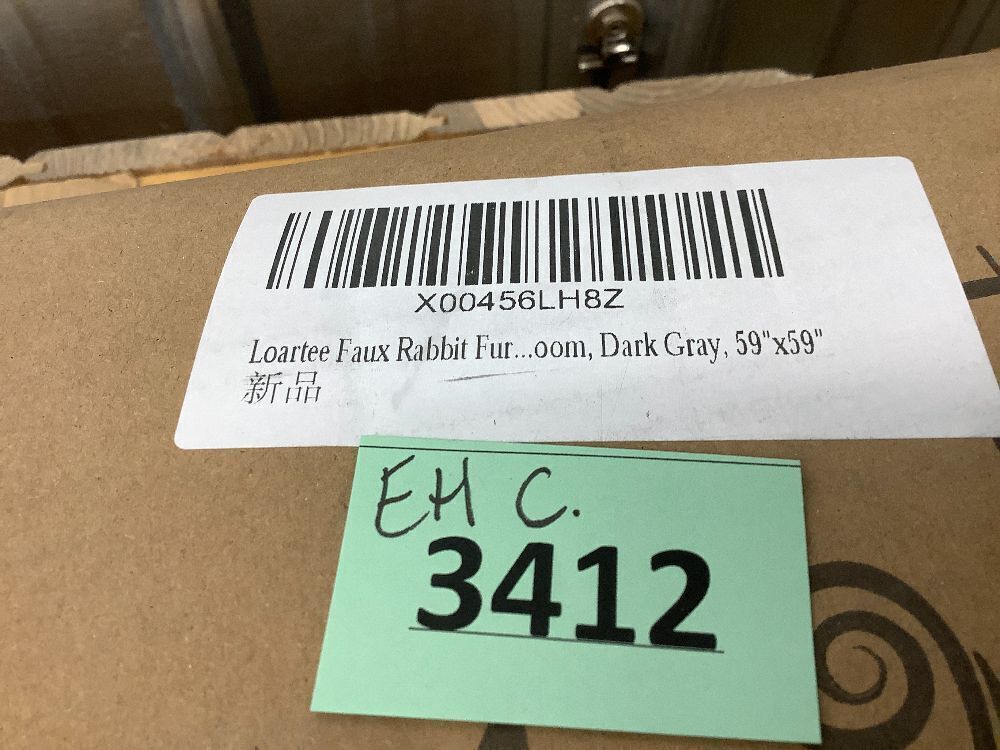 X00456LH8Z
Loartee Faux Rabbit Fur...oom, Dark Gray, 59"x59"
新品
EH C.
3412